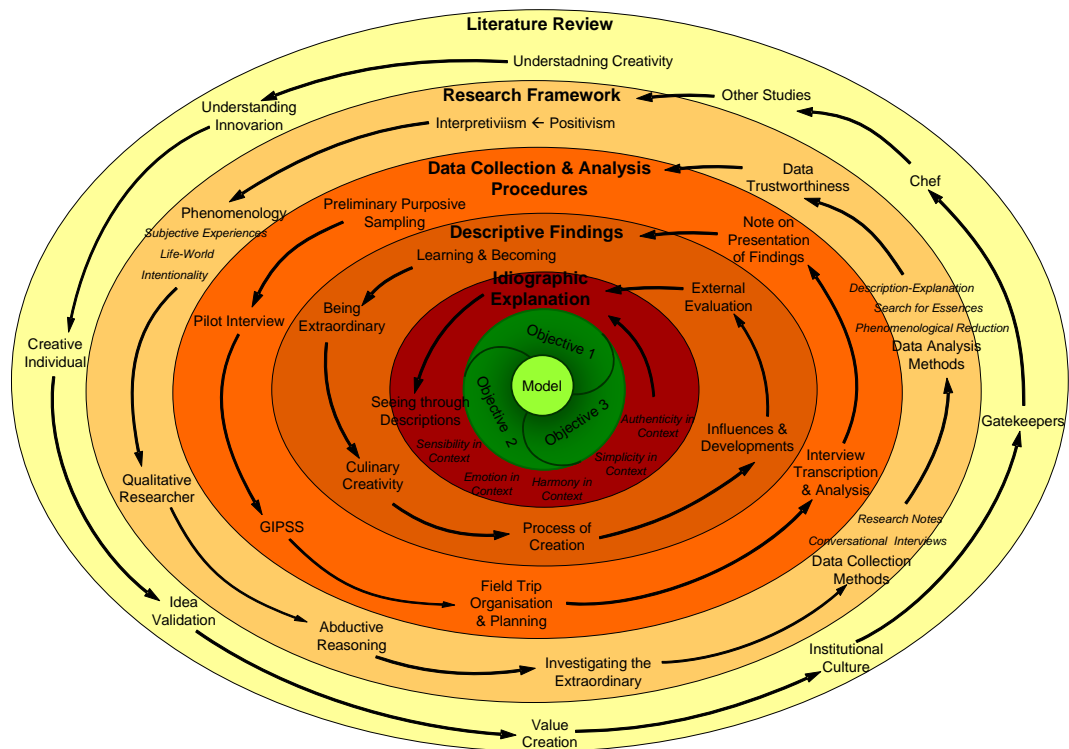 Literature Review
Understadning Creativity
Understanding
Innovarion
Creative
Individual
Idea
Validation
Value
Creation
Institutional
Culture
Gatekeepers
Chef
Other Studies
Research Framework
Interpretiviism ← Positivism
Phenomenology
Subjective Experiences
Life-World
Intentionality
Qualitative
Researcher
Abductive
Reasoning
Investigating the
Extraordinary
Research Notes
Conversational Interviews
Data Collection
Methods
Description-Explanation
Search for Essences
Phenomenological Reduction
Data Analysis
Methods
Data
Trustworthiness
Data Collection & Analysis
Procedures
Preliminary Purposive
Sampling
Pilot Interview
GIPSS
Field Trip
Organisation
& Planning
Interview
Transcription
& Analysis
Note on
Presentation
of Findings
Descriptive Findings
Learning & Becoming
Being
Extraordinary
Culinary
Creativity
Process of
Creation
Influences &
Developments
External
Evaluation
Idiographic
Explanation
Seeing through
Descriptions
Sensibility in
Context
Emotion in
Context
Harmony in
Context
Simplicity in
Context
Authenticity in
Context
Objective 1
Objective 2
Objective 3
Model